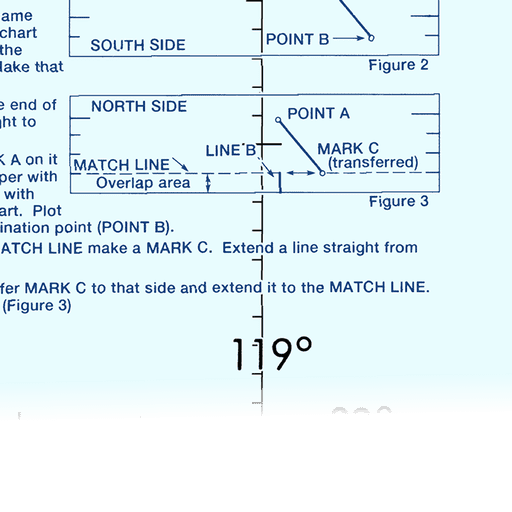 ame
chart
the
SOUTH SIDE
POINT B
Make that
Figure 2
e end of
NORTH SIDE
POINT A
ht to
LINE B
MARK C
K A on it
MATCH LINE
(transferred)
per with
Overlap area
with
Figure 3
art. Plot
ination point (POINT B).
MATCH LINE make a MARK C. Extend a line straight from
fer MARK C to that side and extend it to the MATCH LINE.
(Figure 3)
119°